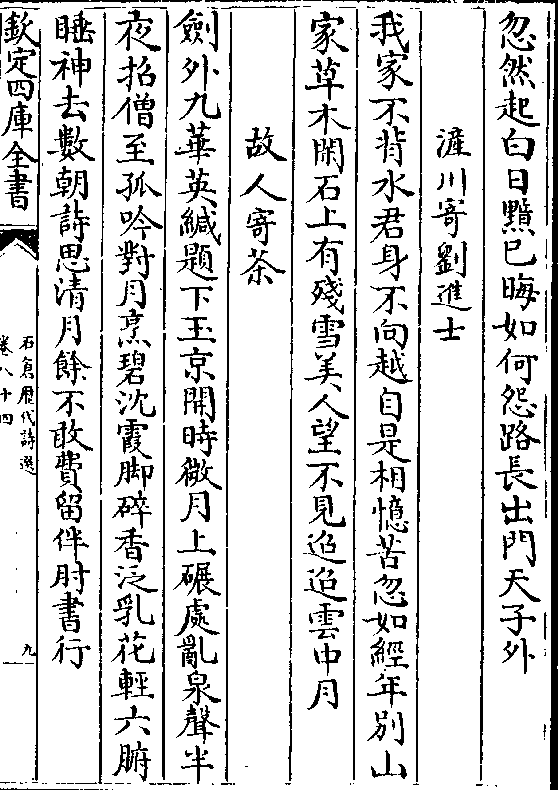 忽然起白日黯已晦如何怨路長出門天子外
滻川寄劉進士
我家不背水君身不向越自是相憶苦忽如經年别山
家草木閑石上有殘雪美人望不見迢迢雲中月
故人寄茶
劒外九華英緘題下玉京開時微月上碾處亂泉聲半
夜招僧至孤吟對月烹碧沈霞脚碎香泛乳花輕六腑
睡神去數朝詩思清月餘不敢費留伴肘書行
欽定四庫全書
石倉歷代詩選
卷八十四
九